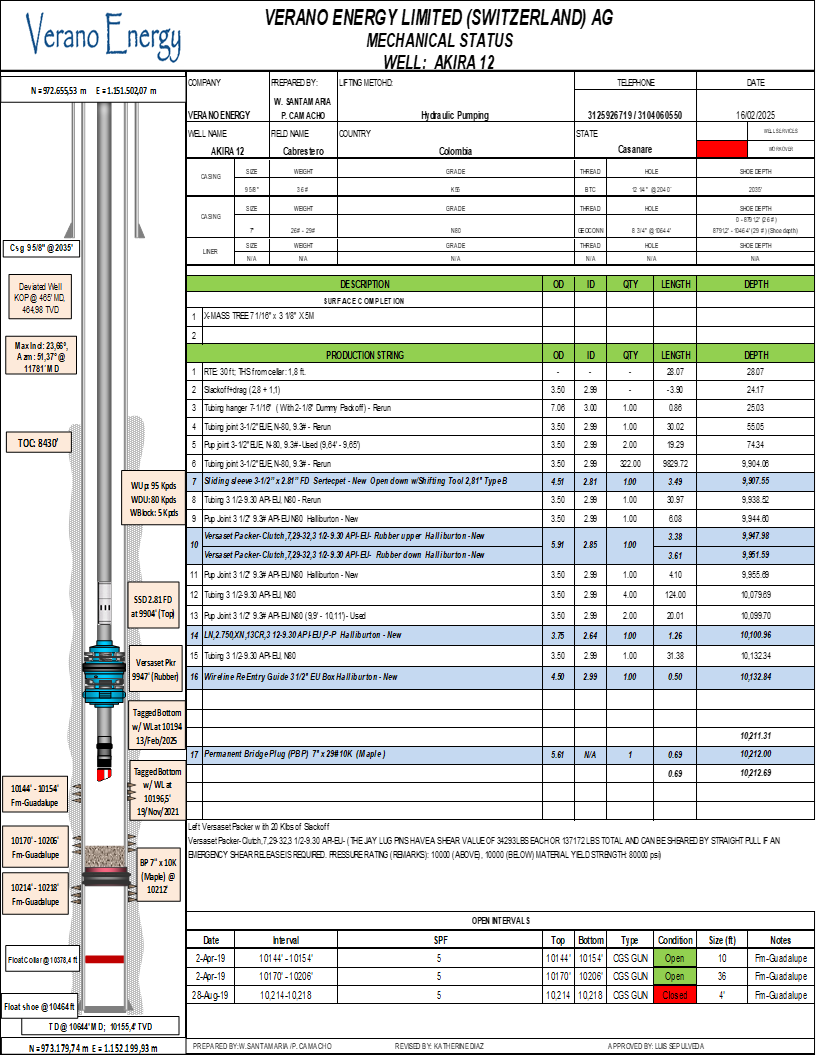 Verano Energy
VERANO ENERGY LIMITED (SWITZERLAND) AG
MECHANICAL STATUS
WELL: AKIRA 12
N = 972.655,53 m E = 1.151.502,07 m
COMPANY PREPARED BY: LIFTING METOHD: TELEPHONE DATE
VERANO ENERGY W. SANTAMARIA P. CAMACHO Hydraulic Pumping 3125926719 / 3104060550 16/02/2025
WELL NAME FIELD NAME COUNTRY STATE WELL SERVICES
AKIRA 12 Cabrestero Colombia Casanare WORKOVER
CASING SIZE WEIGHT GRADE THREAD HOLE SHOE DEPTH
9 5/8" 36 # K55 BTC 12 1/4" @ 2040' 2035'
CASING SIZE WEIGHT GRADE THREAD HOLE SHOE DEPTH
7" 26# - 29# N80 GEOCONN 8 3/4" @ 10644' 0 - 8791,2' (26 # )
8791,2' - 10464' (29 # ) (Shoe depth)
LINER SIZE WEIGHT GRADE THREAD HOLE SHOE DEPTH
N/A N/A N/A N/A N/A N/A
DESCRIPTION OD ID QTY LENGTH DEPTH
SURFACE COMPLETION
1 X-MASS TREE 7 1/16" x 3 1/8" X 5M
2
PRODUCTION STRING OD ID QTY LENGTH DEPTH
1 RTE: 30 ft; THS from cellar: 1,8 ft. - - - 28.07 28.07
2 Slackoff+drag (2,8 + 1,1) 3.50 2.99 - -3.90 24.17
3 Tubing hanger 7-1/16" ( With 2-1/8" Dummy Packoff) - Rerun 7.06 3.00 1.00 0.86 25.03
4 Tubing joint 3-1/2" EUE, N-80, 9.3# - Rerun 3.50 2.99 1.00 30.02 55.05
5 Pup joint 3-1/2" EUE, N-80, 9.3# -Used (9,64' - 9,65') 3.50 2.99 2.00 19.29 74.34
6 Tubing joint 3-1/2" EUE, N-80, 9.3# - Rerun 3.50 2.99 322.00 9829.72 9,904.06
7 Sliding sleeve 3-1/2" x 2.81" FD Sertecpet - New Open down w/Shifting Tool 2,81" Type B 4.51 2.81 1.00 3.49 9,907.55
8 Tubing 3 1/2-9.30 API-EU, N80 - Rerun 3.50 2.99 1.00 30.97 9,938.52
9 Pup Joint 3 1/2" 9.3# API-EU N80 Halliburton - New 3.50 2.99 1.00 6.08 9,944.60
10 Versaset Packer- Clutch,7,29-32,3 1/2-9.30 API-EU- Rubber upper Halliburton -New 5.91 2.85 1.00 3.38 9,947.98
Versaset Packer- Clutch,7,29-32,3 1/2-9.30 API-EU- Rubber down Halliburton -New 3.61 9,951.59
11 Pup Joint 3 1/2" 9.3# API-EU N80 Halliburton - New 3.50 2.99 1.00 4.10 9,955.69
12 Tubing 3 1/2-9.30 API-EU, N80 3.50 2.99 4.00 124.00 10,079.69
13 Pup Joint 3 1/2" 9.3# API-EU N80 (9,9' - 10,11') - Used 3.50 2.99 2.00 20.01 10,099.70
14 LN,2.750,XN,13CR,3 1/2-9.30 API-EU,P-P Halliburton - New 3.75 2.64 1.00 1.26 10,100.96
15 Tubing 3 1/2-9.30 API-EU, N80 3.50 2.99 1.00 31.38 10,132.34
16 Wireline ReEntry Guide 3 1/2" EU Box Halliburton - New 4.50 2.99 1.00 0.50 10,132.84
10,211.31
17 Permanent Bridge Plug (PBP) 7" x 29# 10K (Maple ) 5.61 N/A 1 0.69 10,212.00
0.69 10,212.69
Left Versaset Packer with 20 Klbs of Slackoff
Versaset Packer-Clutch,7,29-32,3 1/2-9.30 API-EU- ( THE JAY LUG PINS HAVE A SHEAR VALUE OF 34293LBS EACH OR 137172 LBS TOTAL AND CAN BE SHEARED BY STRAIGHT PULL IF AN
EMERGENCY SHEAR RELEASE IS REQUIRED. PRESSURE RATING (REMARKS): 10000 (ABOVE), 10000 (BELOW) MATERIAL YIELD STRENGTH: 80000 psi)
OPEN INTERVALS
Date Interval SPF Top Bottom Type Condition Size (ft) Notes
2-Apr-19 10144' - 10154' 5 10144' 10154' CGS GUN Open 10 Fm-Guadalupe
2-Apr-19 10170' - 10206' 5 10170' 10206' CGS GUN Open 36 Fm-Guadalupe
28-Aug-19 10,214 -10,218 5 10,214 10,218 CGS GUN Closed 4' Fm-Guadalupe
PREPARED BY:W.SANTAMARIA / P. CAMACHO REVISED BY: KATHERINE DIAZ APPROVED BY: LUIS SEPULVEDA
Csg 9 5/8" @ 2035'
Deviated Well
KOP @ 465' MD,
464,98 TVD
Max Incl: 23,66º,
Azm: 51,37º @
11781' MD
TOC: 8430'
WUp: 95 Kpds
WDU: 80 Kpds
WBlock: 5 Kpds
SSD 2.81 FD
at 9904' (Top)
Versaset Pkr
9947' (Rubber)
Tagged Bottom
w/ WL at 10194
13/Feb/2025
Tagged Bottom
w/ WL at
10196,5'
19/Nov/2021
10144' - 10154'
Fm-Guadalupe
10170' - 10206'
Fm-Guadalupe
BP 7" x 10K
(Maple) @
10212'
10214' - 10218'
Fm-Guadalupe
Float Collar @ 10378,4 ft
Float shoe @ 10464 ft
TD @ 10644' MD; 10155,4' TVD
N = 973.179,74 m E = 1.152.199,93 m